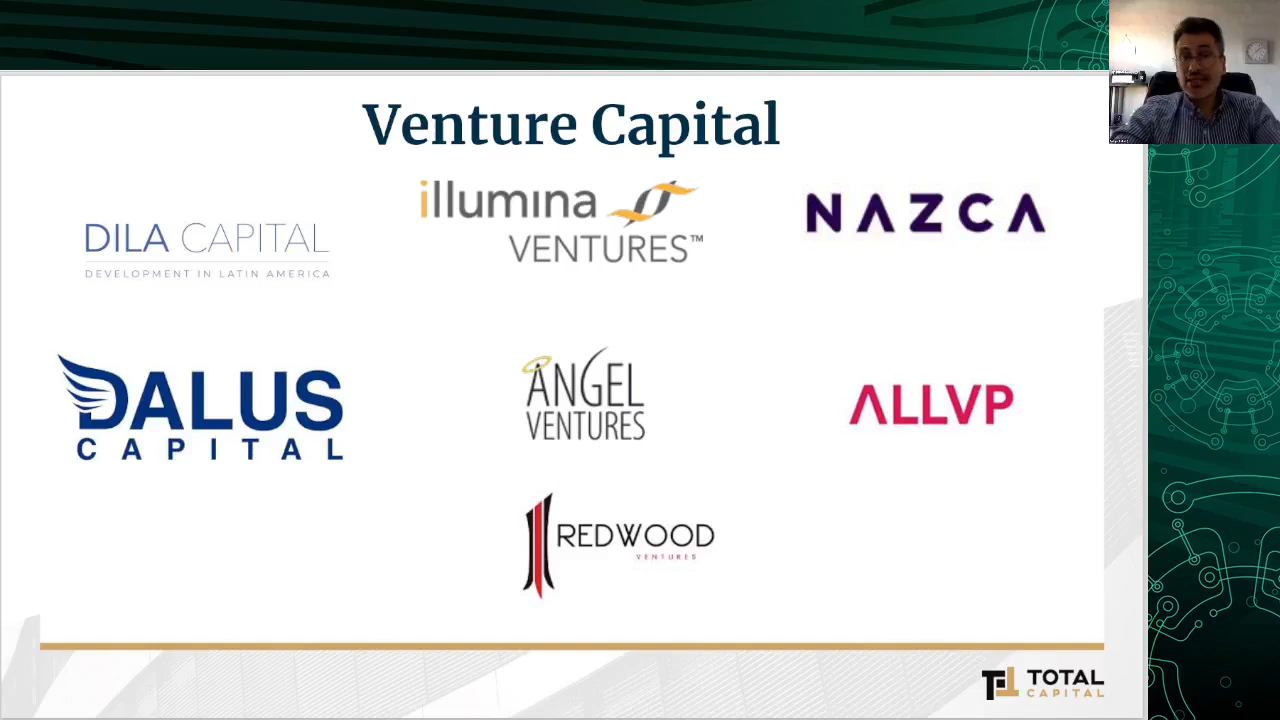 Venture Capital
DILA CAPITAL
DEVELOPMENT IN LATIN AMERICA
illumina
VENTURES™
NAZCA
DALUS
CAPITAL
ANGEL
VENTURES
ALLVP
REDWOOD
VENTURES
TOTAL
CAPITAL